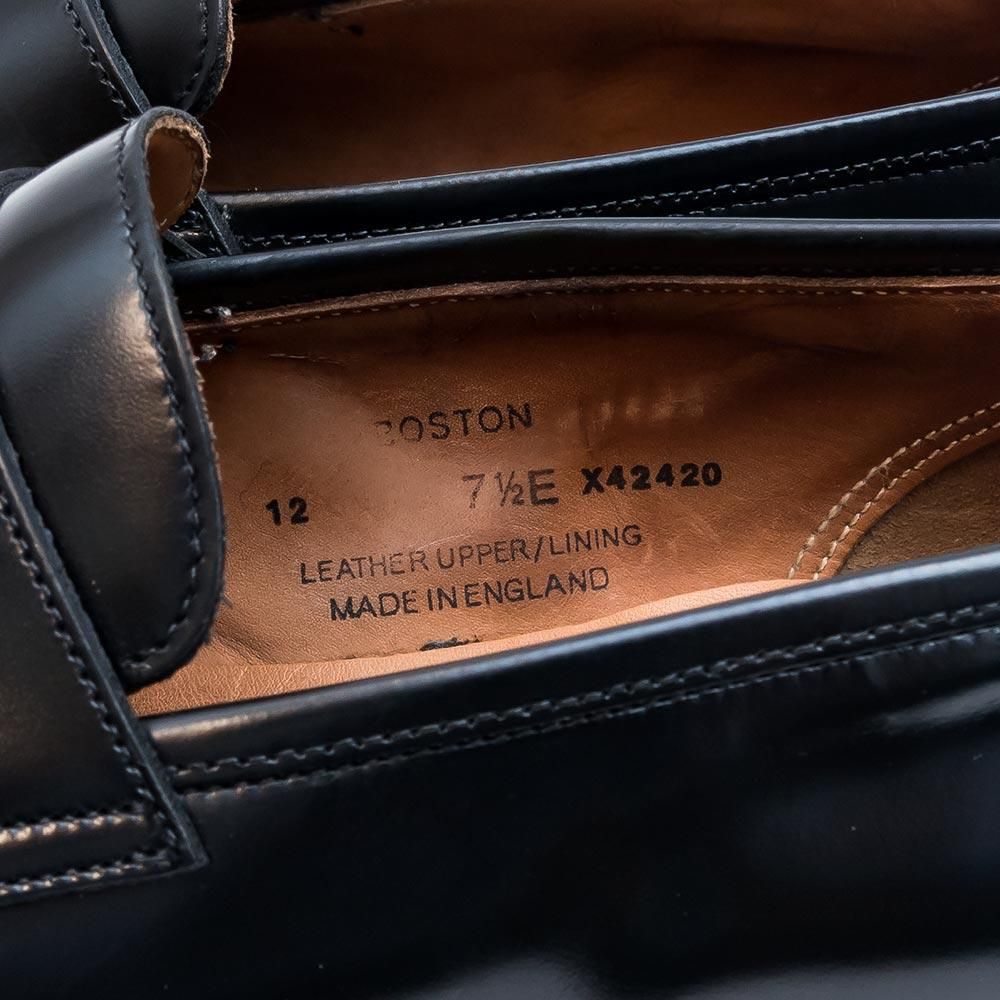 BOSTON
12 7½E X42420
LEATHER UPPER/LINING
MADE IN ENGLAND